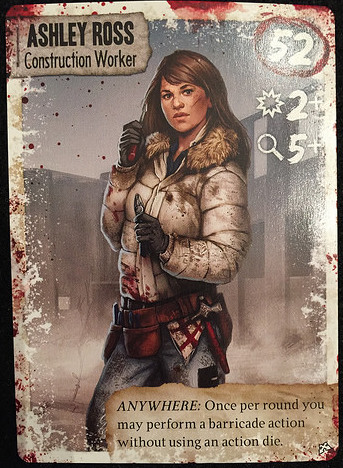 ASHLEY ROSS
Construction Worker
52
2+
5+
ANYWHERE: Once per round you
may perform a barricade action
without using an action die.